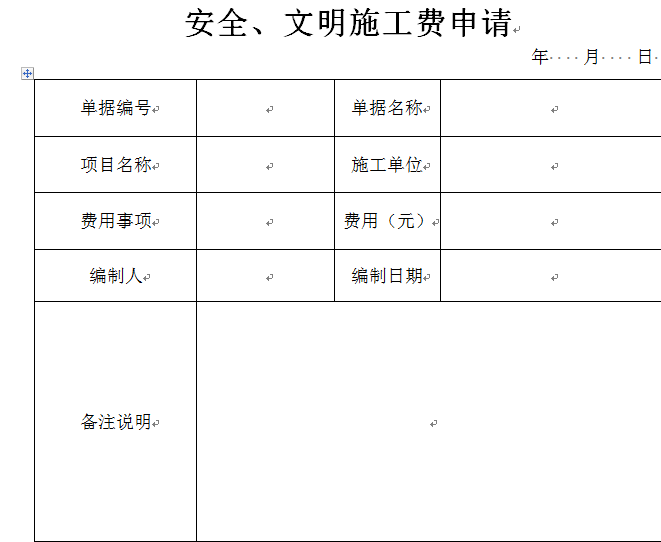 安全、文明施工费申请
年 月 日
单据编号 单据名称
项目名称 施工单位
费用事项 费用（元）
编制人 编制日期
备注说明